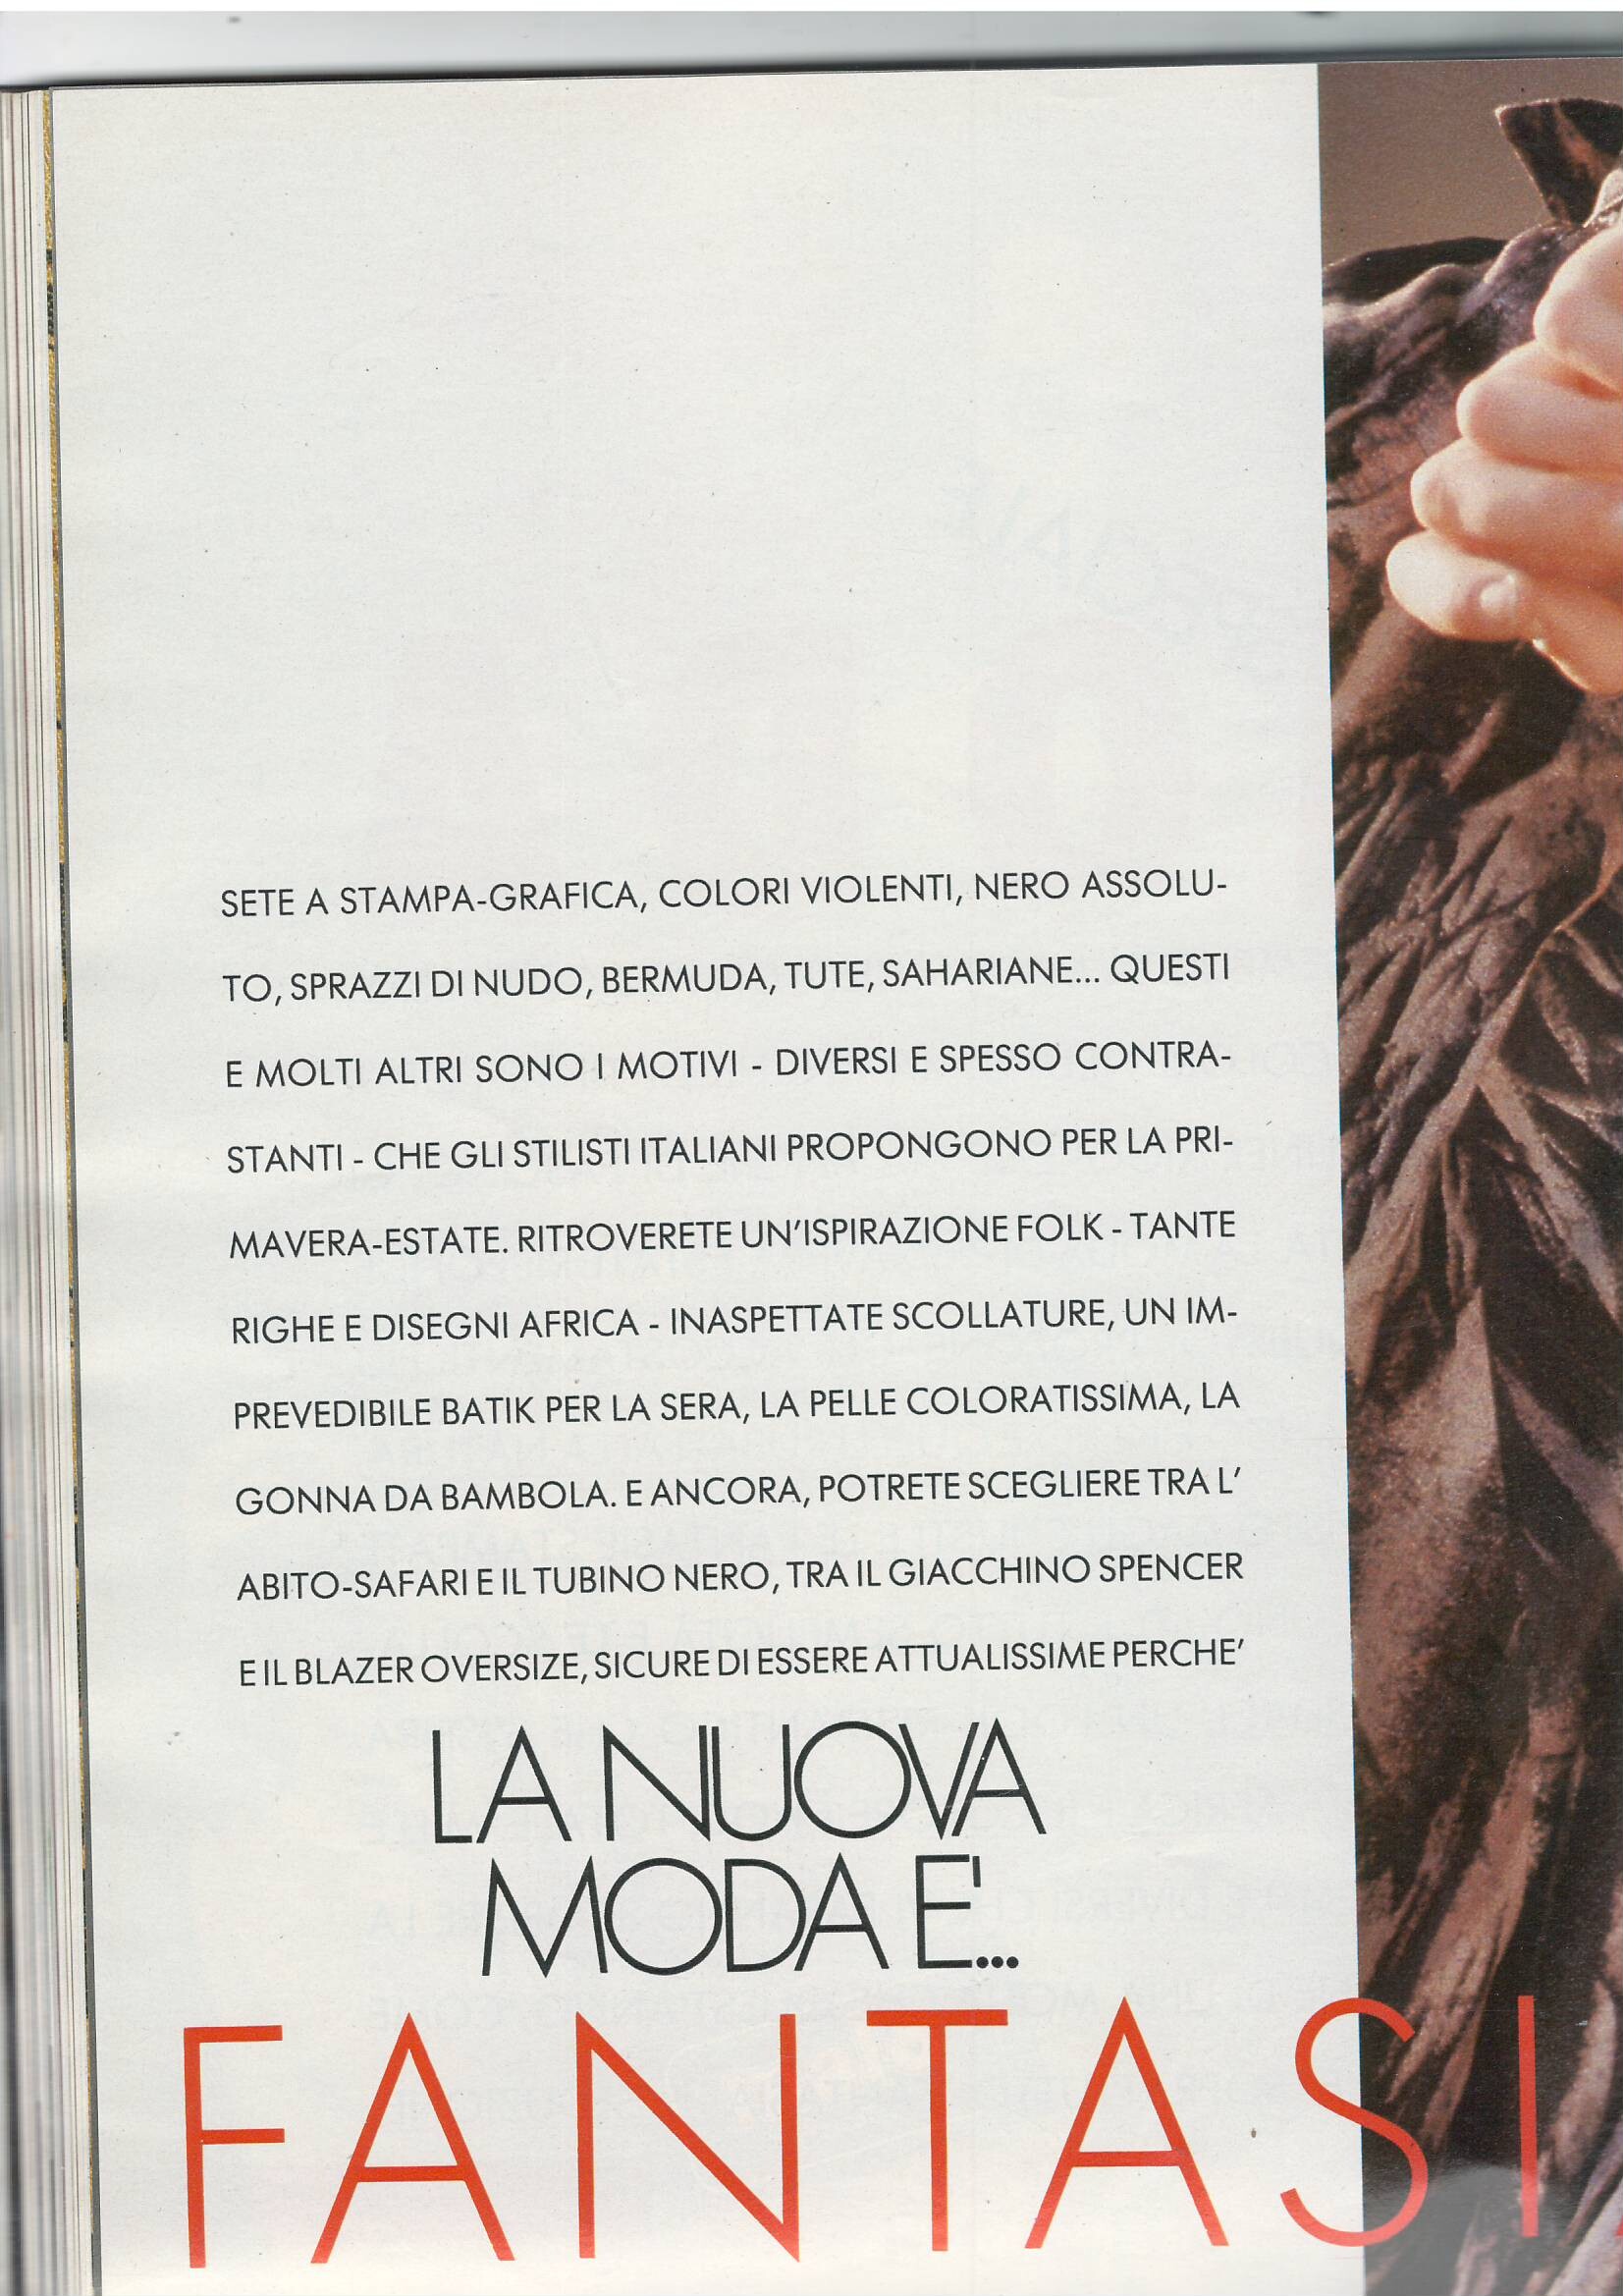 SETE A STAMPA-GRAFICA, COLORI VIOLENTI, NERO ASSOLU-
TO, SPRAZZI DI NUDO, BERMUDA, TUTE, SAHARIANE... QUESTI
E MOLTI ALTRI SONO I MOTIVI - DIVERSI E SPESSO CONTRA-
STANTI - CHE GLI STILISTI ITALIANI PROPONGONO PER LA PRI-
MAVERA-ESTATE. RITROVERETE UN'ISPIRAZIONE FOLK - TANTE
RIGHE E DISEGNI AFRICA - INASPETTATE SCOLLATURE, UN IM-
PREVEDIBILE BATIK PER LA SERA, LA PELLE COLORATISSIMA, LA
GONNA DA BAMBOLA. E ANCORA, POTRETE SCEGLIERE TRA L'
ABITO-SAFARI E IL TUBINO NERO, TRA IL GIACCHINO SPENCER
E IL BLAZER OVERSIZE, SICURE DI ESSERE ATTUALISSIME PERCHE'
LA NUOVA
MODA E'...
FANTASI